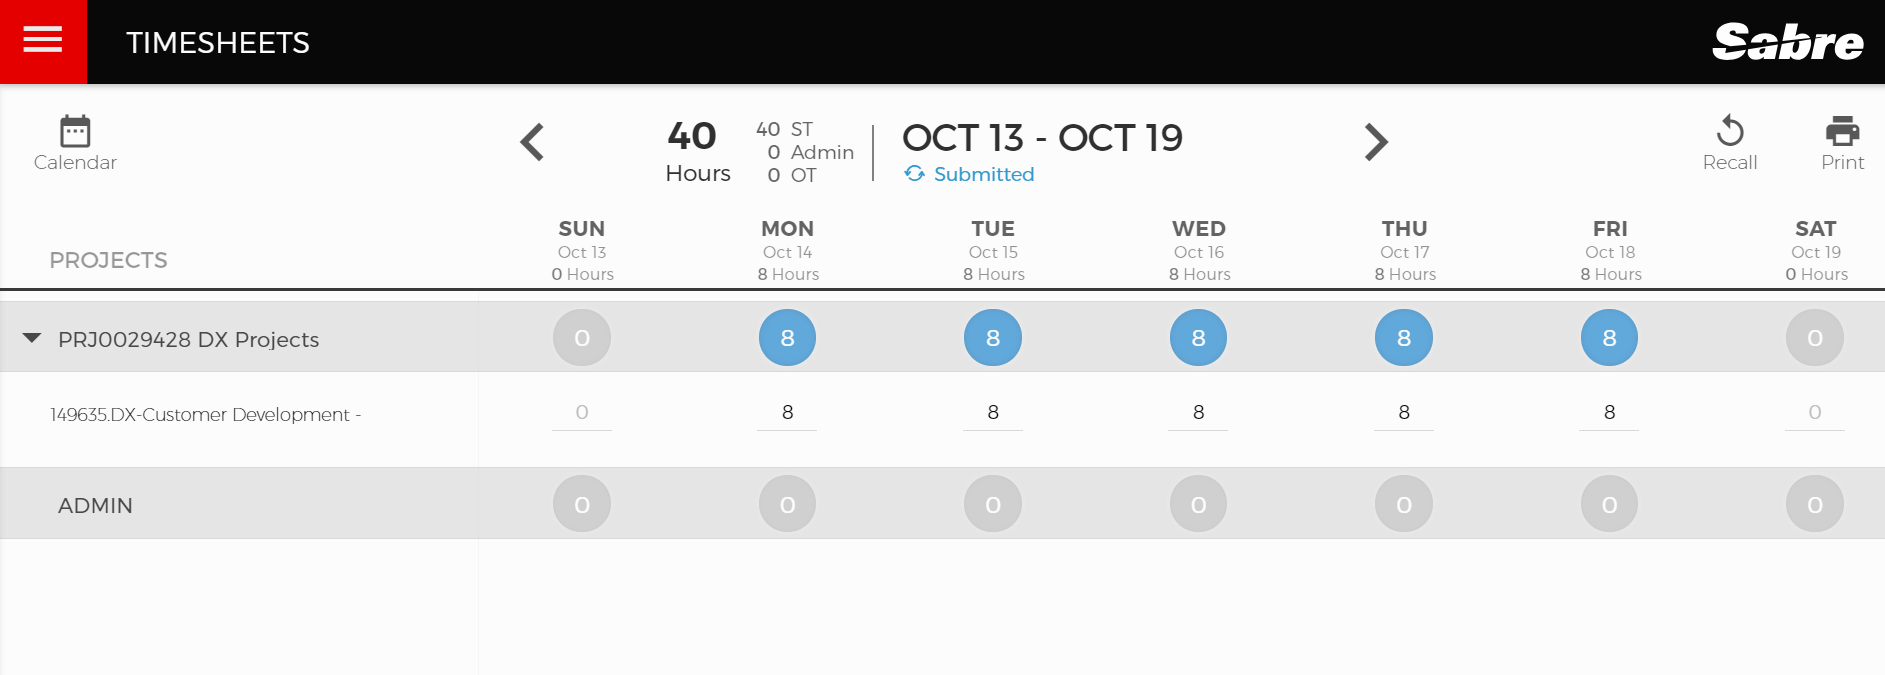 TIMESHEETS
Sabre
Calendar
40
Hours
40 ST
0 Admin
0 OT
OCT 13 - OCT 19
Submitted
Recall
Print
PROJECTS
SUN MON TUE WED THU FRI SAT
Oct 13 Oct 14 Oct 15 Oct 16 Oct 17 Oct 18 Oct 19
0 Hours 8 Hours 8 Hours 8 Hours 8 Hours 8 Hours 0 Hours
PRJ0029428 DX Projects 0 8 8 8 8 8 0
149635.DX-Customer Development - 0 8 8 8 8 8 0
ADMIN 0 0 0 0 0 0 0